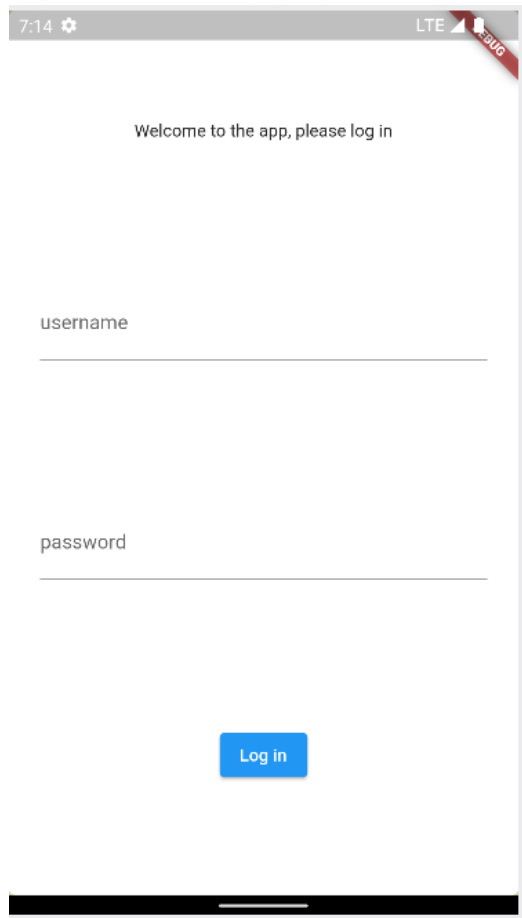 7:14 LTE
DEBUG
Welcome to the app, please log in
username
password
Log in